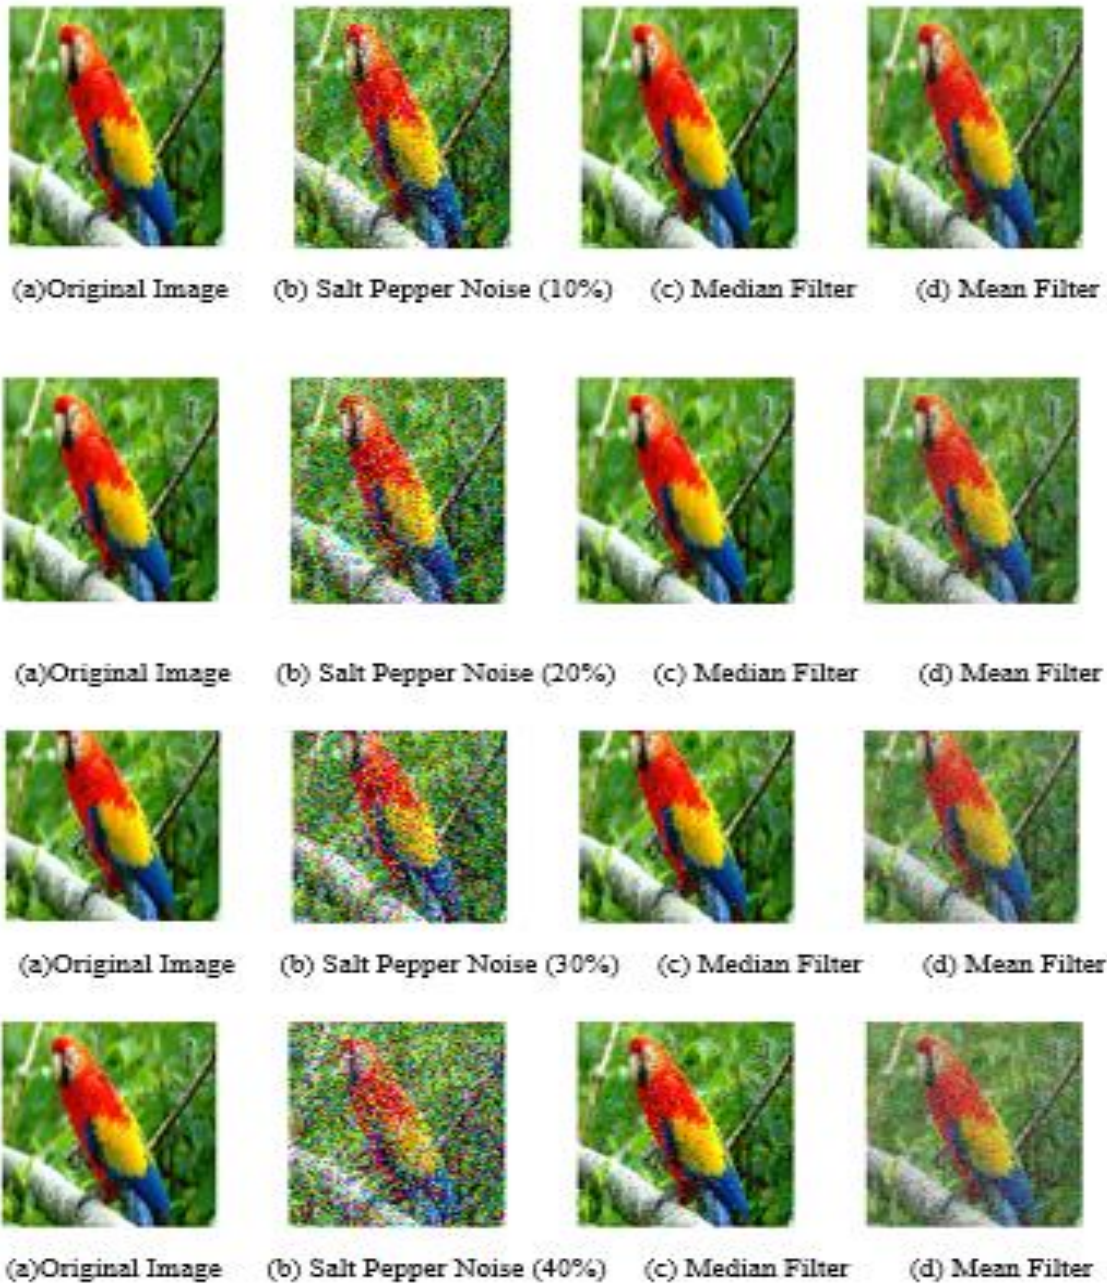 (a)Original Image (b) Salt Pepper Noise (10%) (c) Median Filter (d) Mean Filter
(a)Original Image (b) Salt Pepper Noise (20%) (c) Median Filter (d) Mean Filter
(a)Original Image (b) Salt Pepper Noise (30%) (c) Median Filter (d) Mean Filter
(a)Original Image (b) Salt Pepper Noise (40%) (c) Median Filter (d) Mean Filter